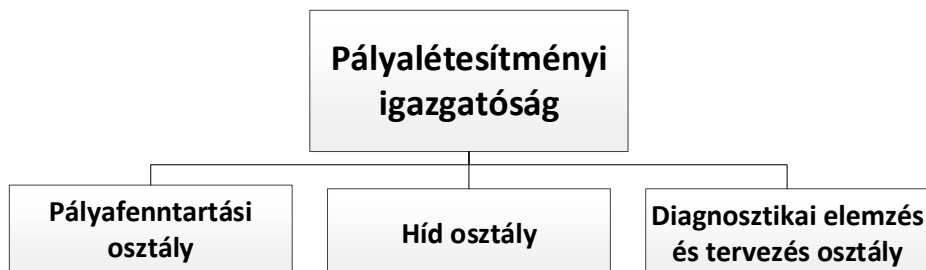 Pályalétesítményi
igazgatóság
Pályafenntartási
osztály
Híd osztály
Diagnosztikai elemzés
és tervezés osztály